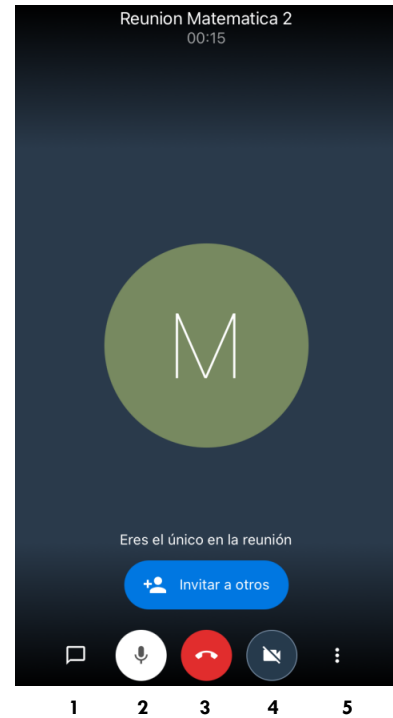 Reunion Matematica 2
00:15
M
Eres el único en la reunión
Invitar a otros
1 2 3 4 5